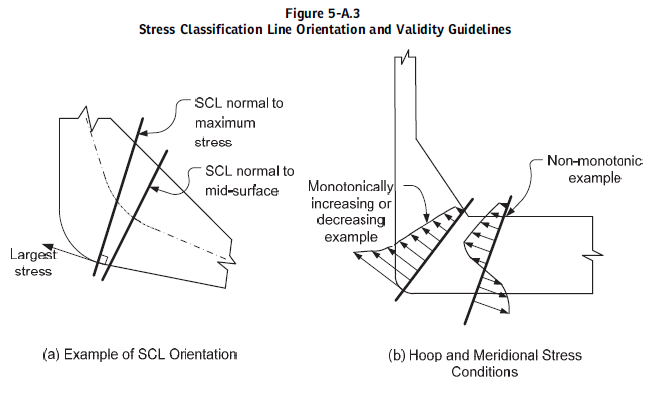 Figure 5-A.3
Stress Classification Line Orientation and Validity Guidelines
SCL normal to
maximum
stress
SCL normal to
mid-surface
Largest
stress
(a) Example of SCL Orientation
Non-monotonic
example
Monotonically
increasing or
decreasing
example
(b) Hoop and Meridional Stress
Conditions